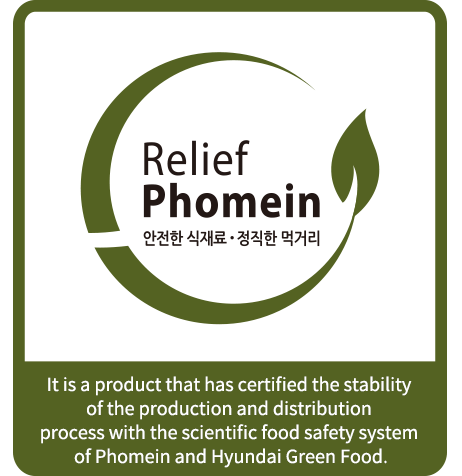 Relief
Phomein
안전한 식재료·정직한 먹거리
It is a product that has certified the stability
of the production and distribution
process with the scientific food safety system
of Phomein and Hyundai Green Food.